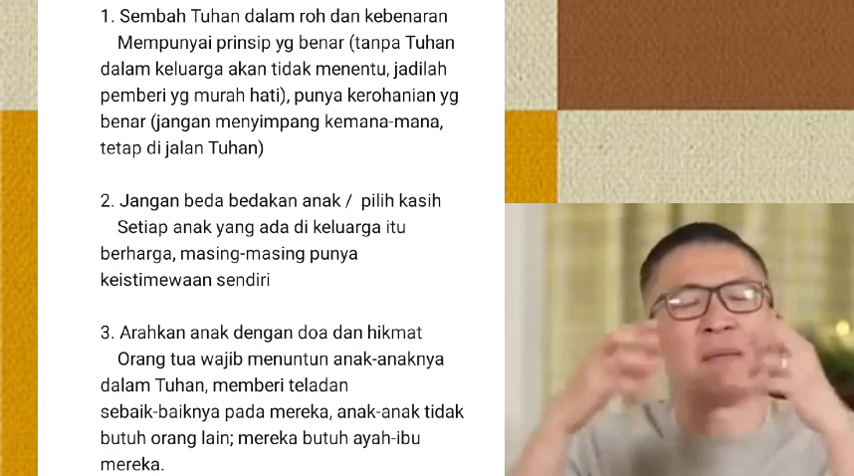 1. Sembah Tuhan dalam roh dan kebenaran
Mempunyai prinsip yg benar (tanpa Tuhan
dalam keluarga akan tidak menentu, jadilah
pemberi yg murah hati), punya kerohanian yg
benar (jangan menyimpang kemana-mana,
tetap di jalan Tuhan)
2. Jangan beda bedakan anak / pilih kasih
Setiap anak yang ada di keluarga itu
berharga, masing-masing punya
keistimewaan sendiri
3. Arahkan anak dengan doa dan hikmat
Orang tua wajib menuntun anak-anaknya
dalam Tuhan, memberi teladan
sebaik-baiknya pada mereka, anak-anak tidak
butuh orang lain; mereka butuh ayah-ibu
mereka.